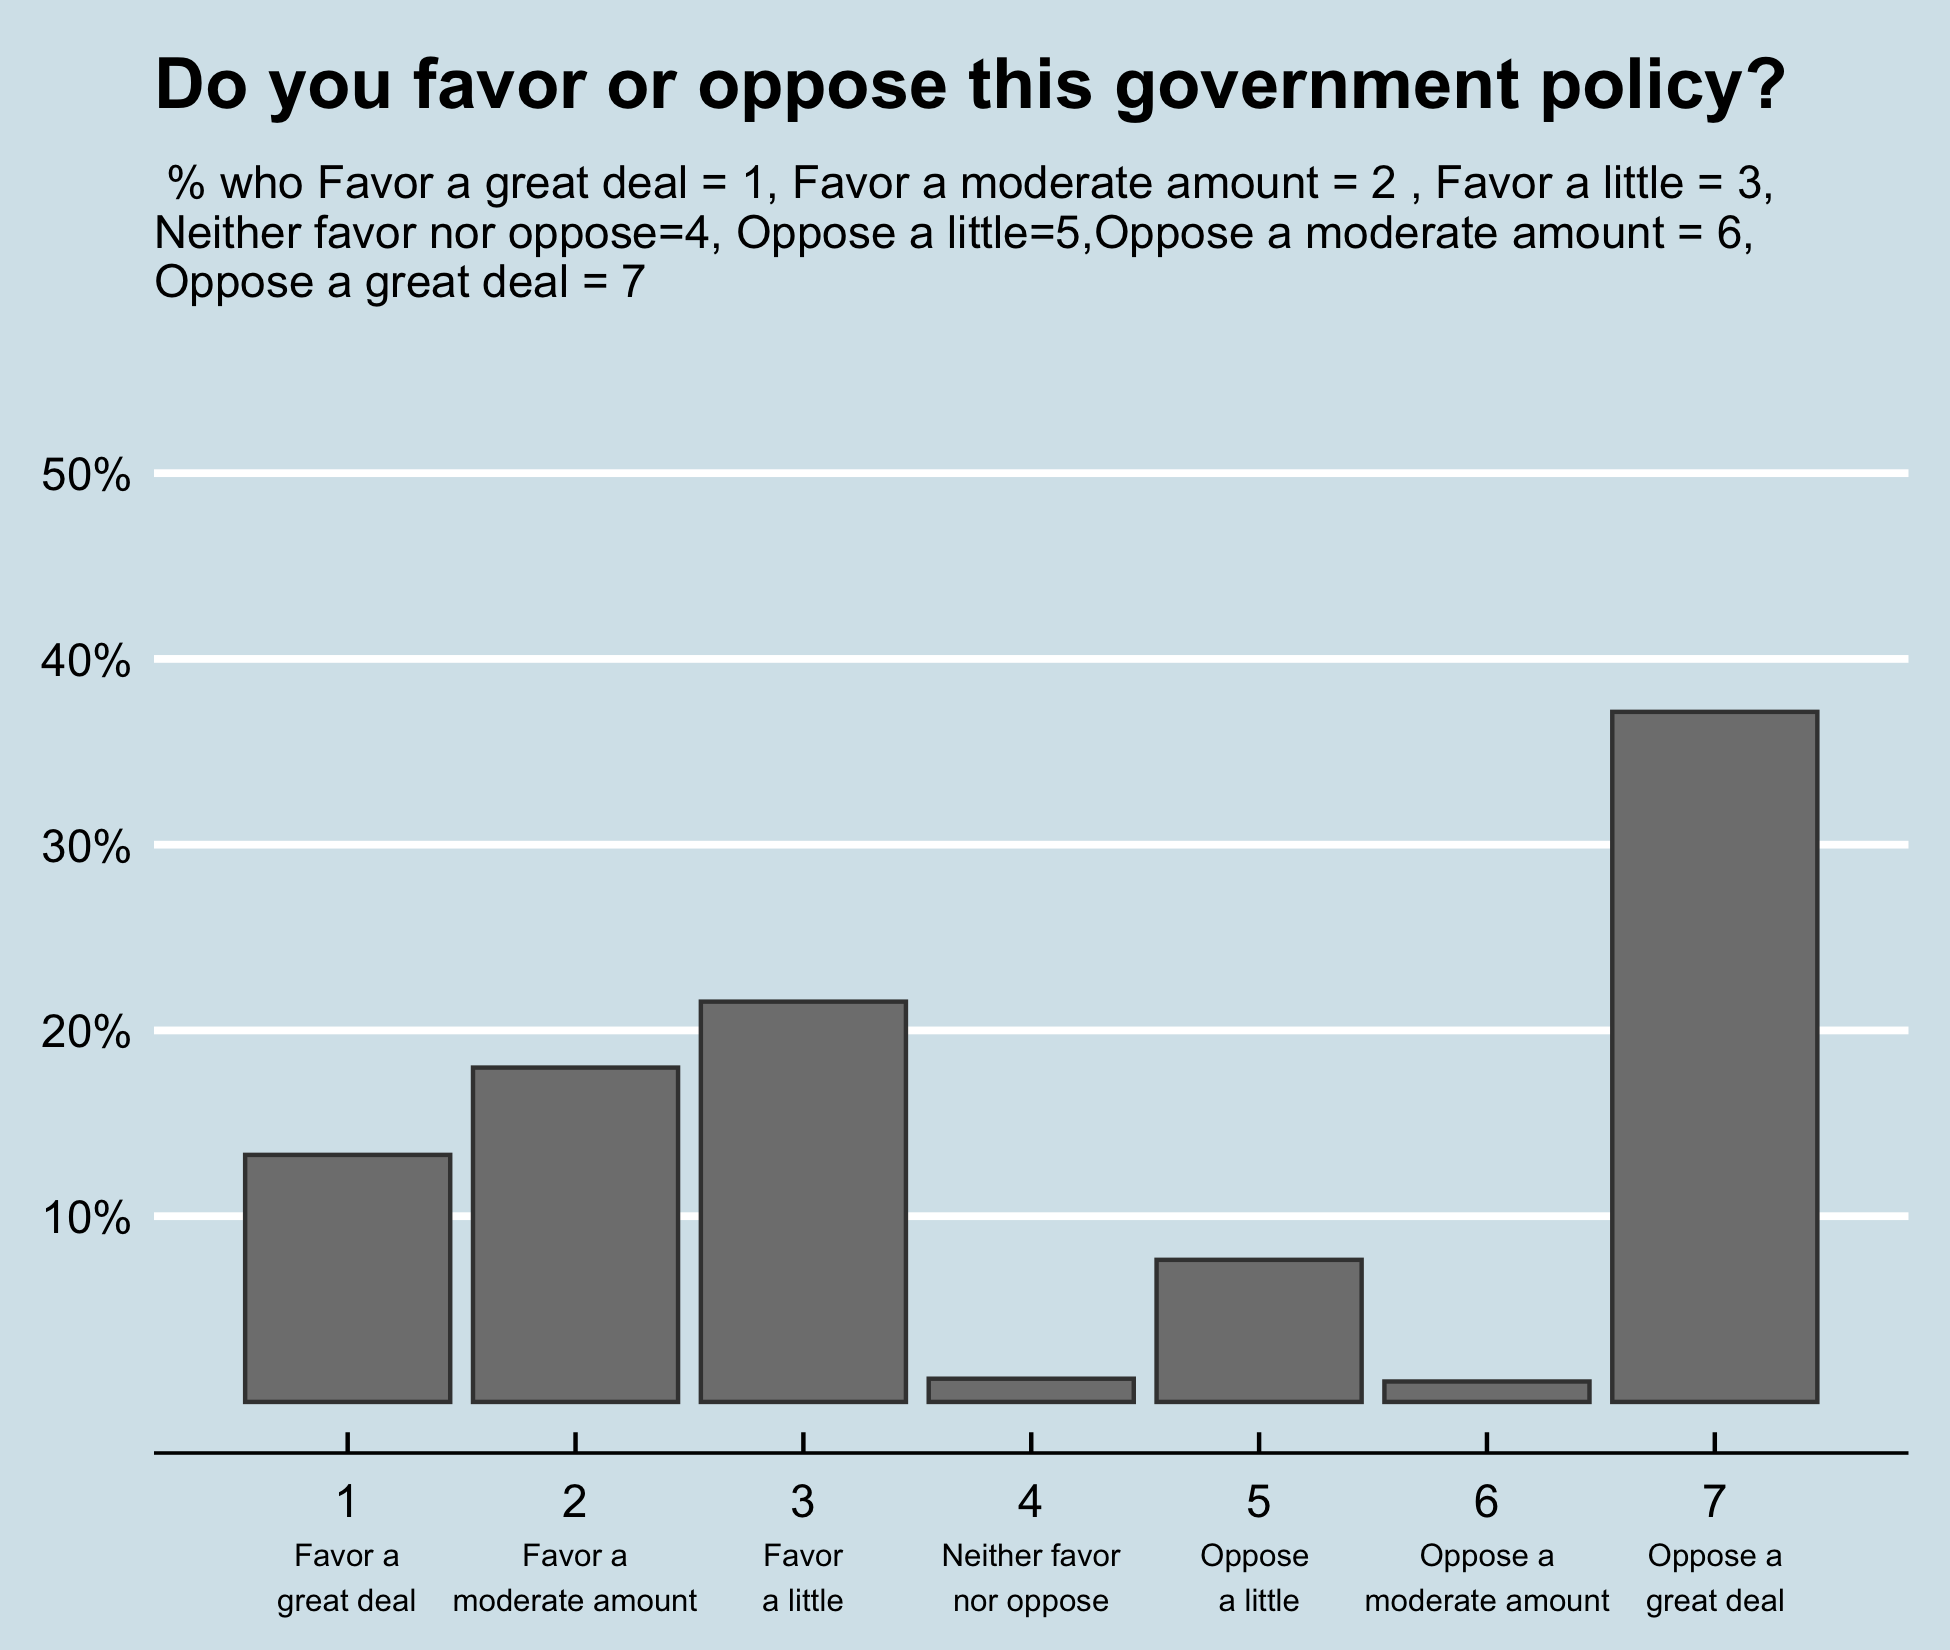 Do you favor or oppose this government policy?
% who Favor a great deal = 1, Favor a moderate amount = 2 , Favor a little = 3,
Neither favor nor oppose=4, Oppose a little=5,Oppose a moderate amount = 6,
Oppose a great deal = 7
50%
40%
30%
20%
10%
1 2 3 4 5 6 7
Favor a Favor a Favor Neither favor Oppose Oppose a Oppose a
great deal moderate amount a little nor oppose a little moderate amount great deal